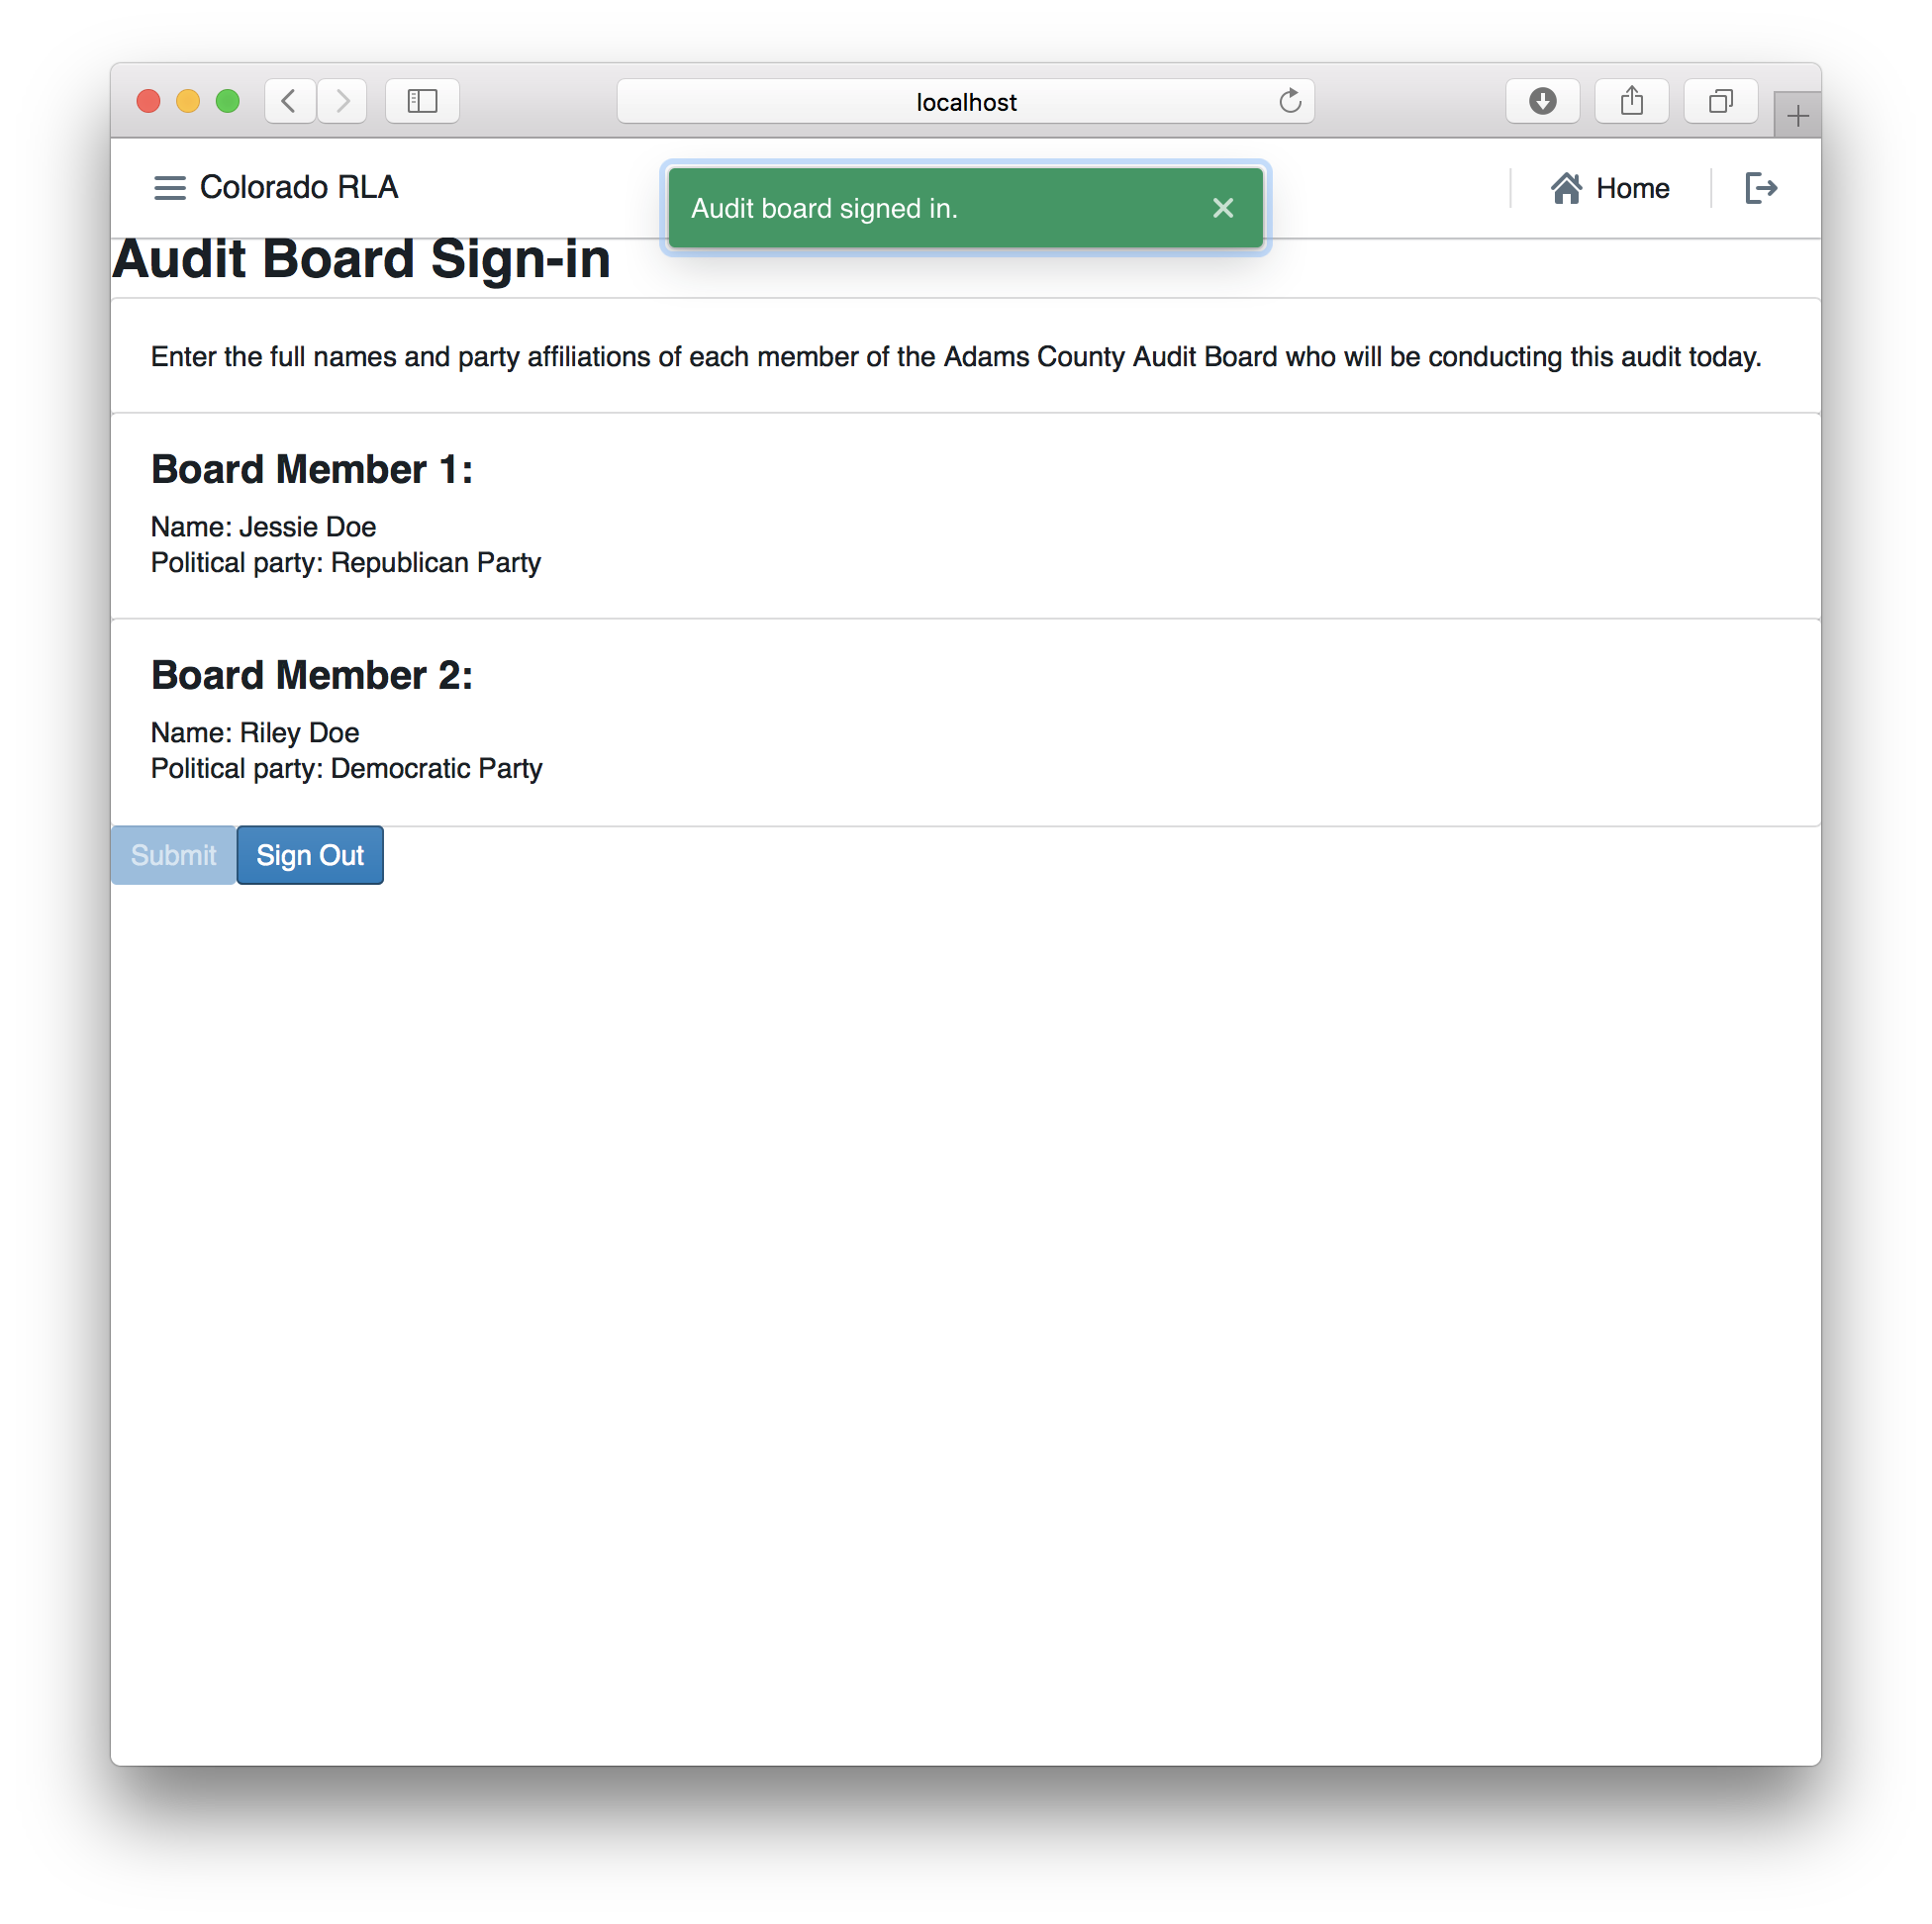 localhost
Colorado RLA
Audit board signed in.
Home
Audit Board Sign-in
Enter the full names and party affiliations of each member of the Adams County Audit Board who will be conducting this audit today.
Board Member 1:
Name: Jessie Doe
Political party: Republican Party
Board Member 2:
Name: Riley Doe
Political party: Democratic Party
Submit Sign Out